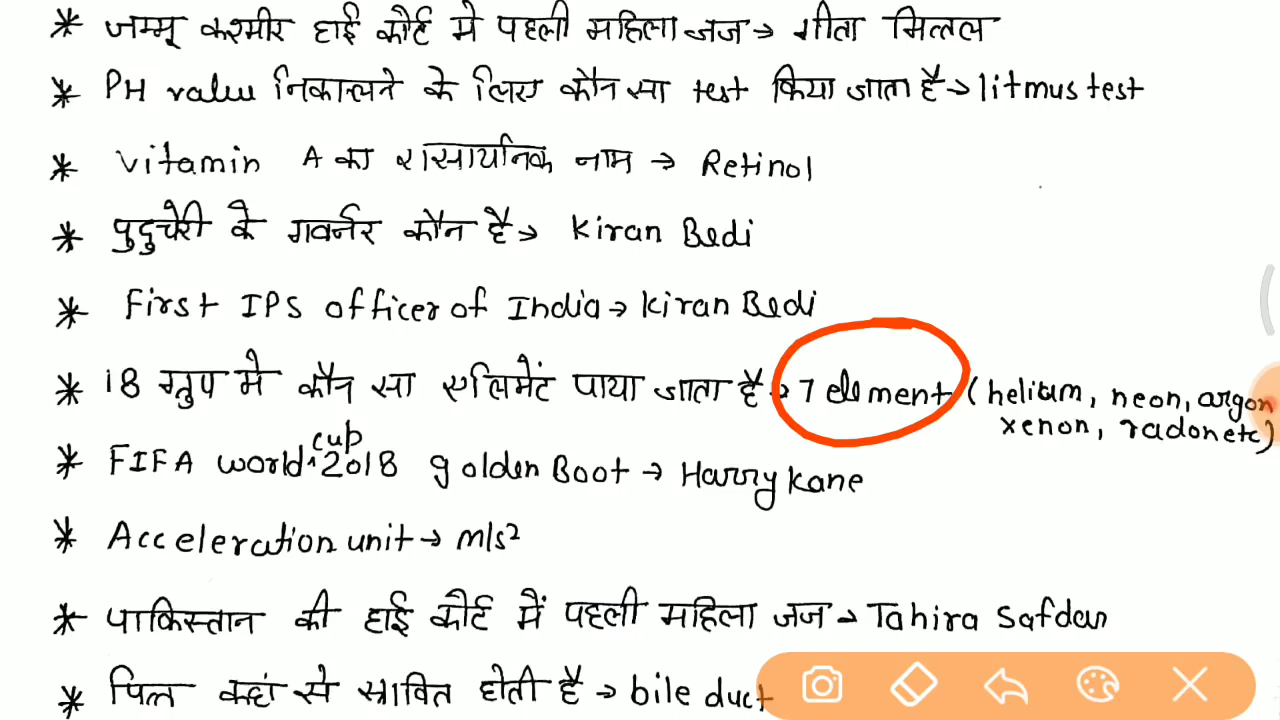 * जम्मू कश्मीर हाई कौर्ट मे पहली महिला जज → गीता मित्तल
* PH value निकालने के लिए कौन सा test किया जाता है → litmus test
* Vitamin A का रासायनिक नाम → Retinol
* पुदुचेरी के गवर्नर कौन है → Kiran Bedi
* First IPS officer of India → Kiran Bedi
* 18 ग्रुप मे कौन सा एलिमेंट पाया जाता है → 7 element (helium, neon, argon
xenon, radon etc)
* FIFA world cup 2018 golden Boot → Harry Kane
* Acceleration unit → m/s²
* पाकिस्तान की हाई कौर्ट में पहली महिला जज → Tahira Safdar
* पित्त कहां से स्रावित होती है → bile duct